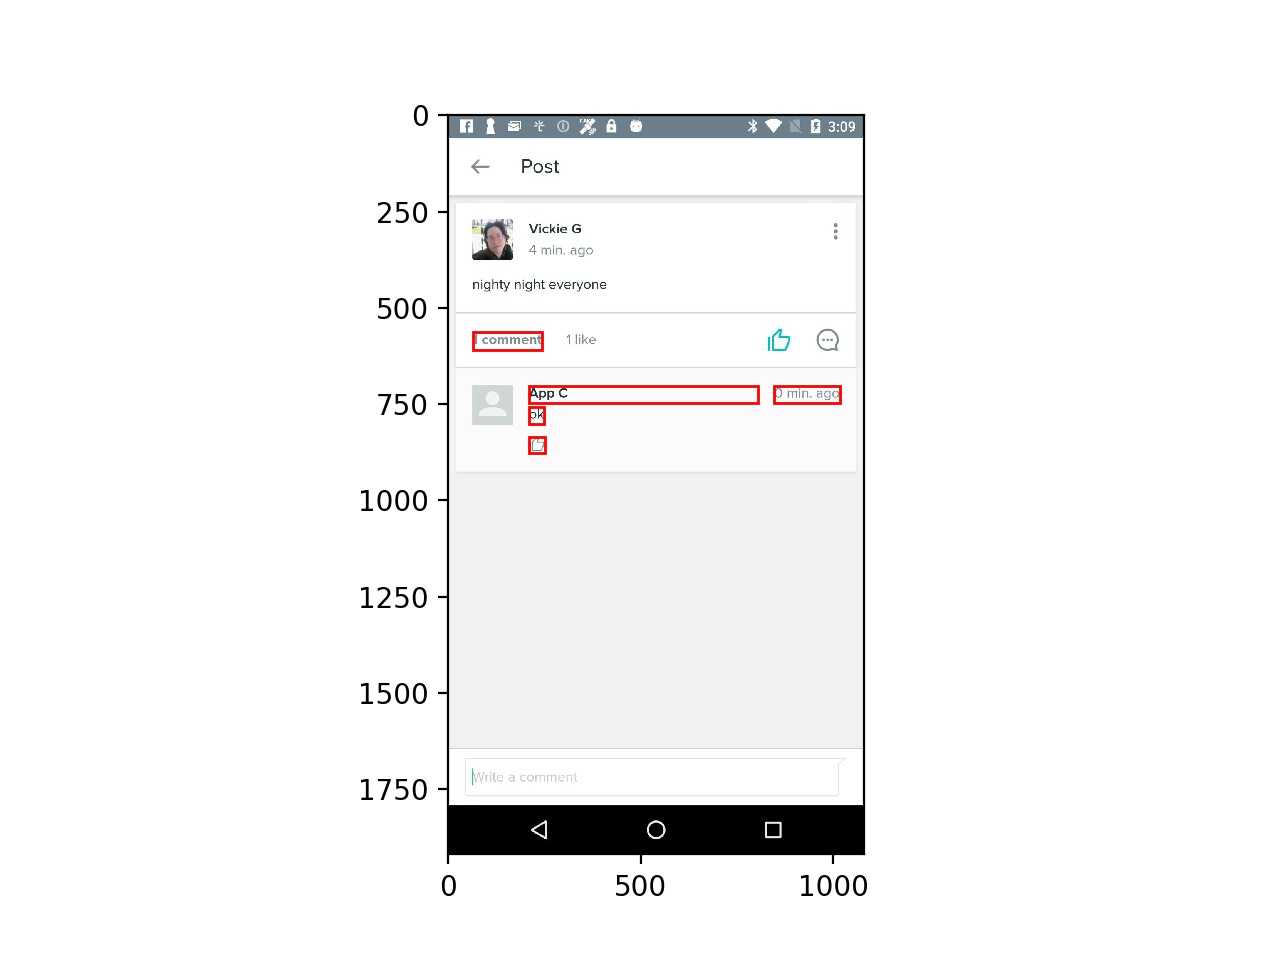 0
250
500
750
1000
1250
1500
1750
3:09
Post
Vickie G
4 min. ago
nighty night everyone
1 comment 1 like
App C 0 min. ago
ok
Write a comment
0 500 1000